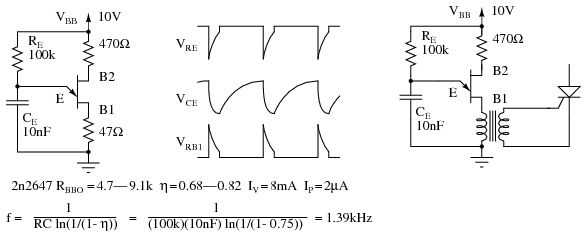 V_BB 10V
R_E 100k
470Ω
B2
E
B1
C_E 10nF
47Ω
V_RE
V_CE
V_RB1
V_BB 10V
R_E 100k
470Ω
B2
E
B1
C_E 10nF
2n2647 R_BBO =4.7—9.1k η=0.68—0.82 I_V=8mA I_P=2μA
f = 1 / RC ln(1/(1- η)) = 1 / (100k)(10nF) ln(1/(1- 0.75)) = 1.39kHz